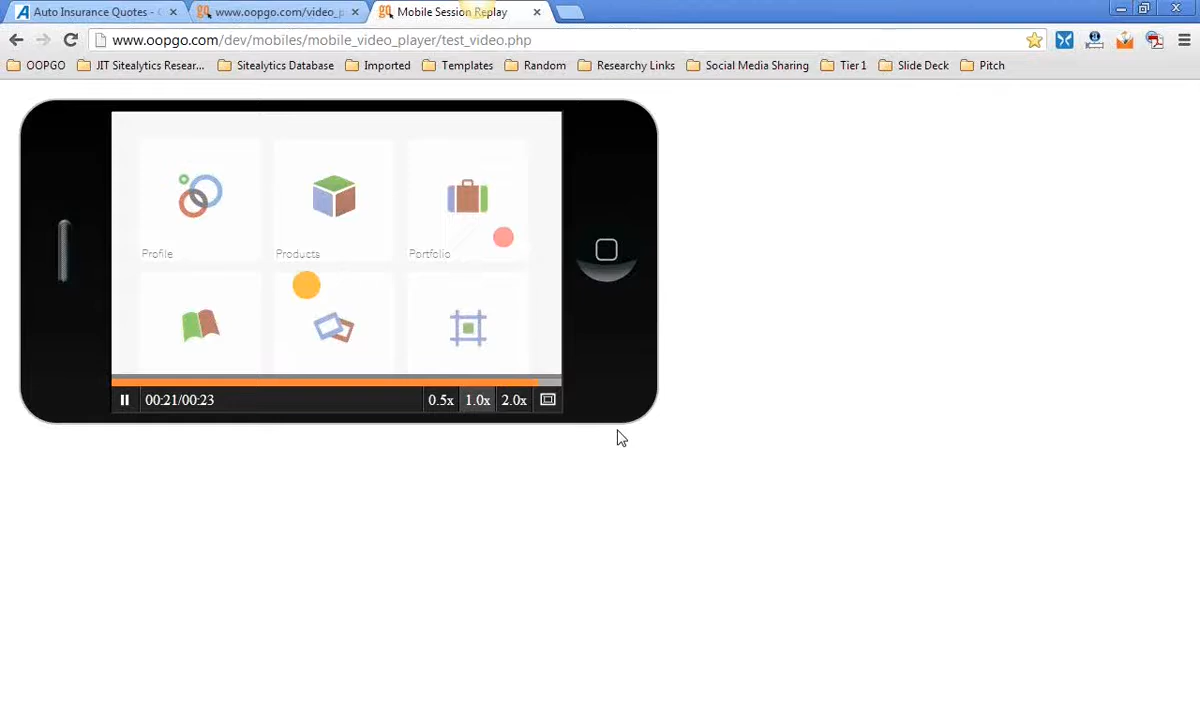 Auto Insurance Quotes - www.oopgo.com/video_p Mobile Session Replay
www.oopgo.com/dev/mobiles/mobile_video_player/test_video.php
OOPGO JIT Sitealytics Resear... Sitealytics Database Imported Templates Random Researchy Links Social Media Sharing Tier 1 Slide Deck Pitch
Profile Products Portfolio
00:21/00:23 0.5x 1.0x 2.0x